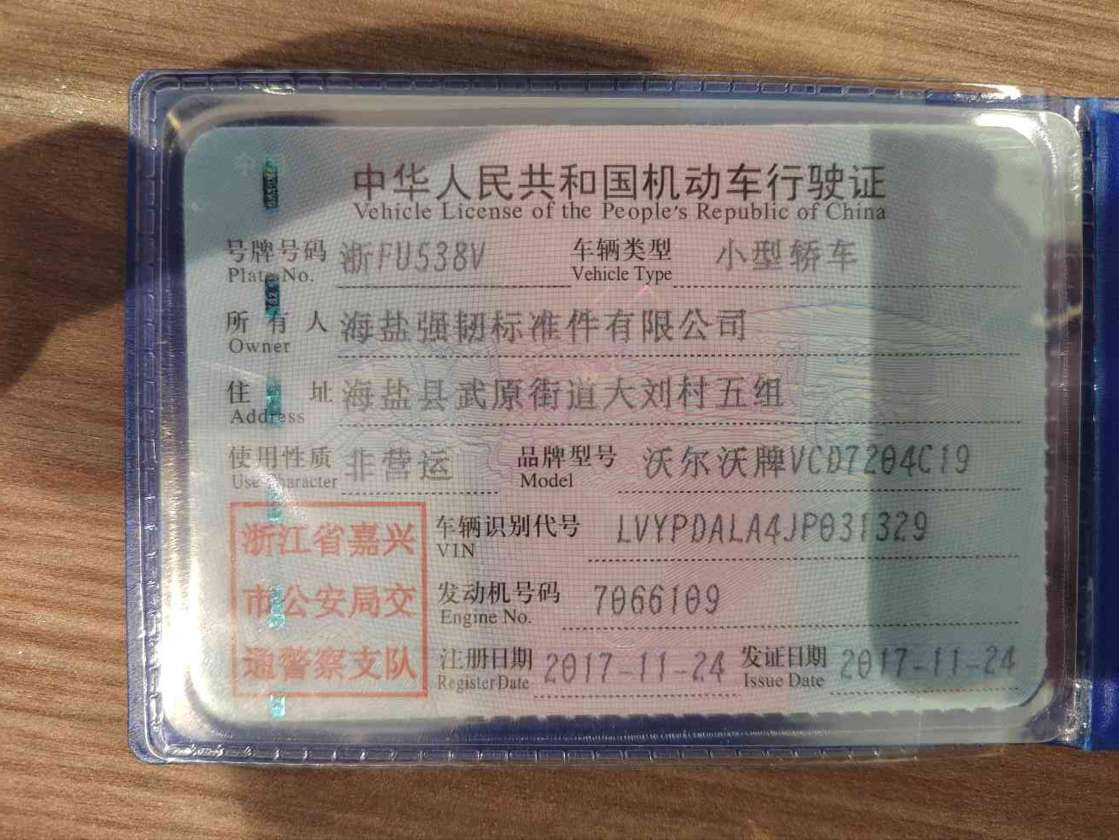 中华人民共和国机动车行驶证
Vehicle License of the People's Republic of China
号牌号码 浙FU538V 车辆类型 小型轿车
Plate No. Vehicle Type
所有人 海盐强韧标准件有限公司
Owner
住址 海盐县武原街道大刘村五组
Address
使用性质 非营运 品牌型号 沃尔沃牌VCD7204C19
Use Character Model
浙江省嘉兴
市公安局交
通警察支队
车辆识别代号 LVYPDALA4JP031329
VIN
发动机号码 7066109
Engine No.
注册日期 2017-11-24 发证日期 2017-11-24
Register Date Issue Date